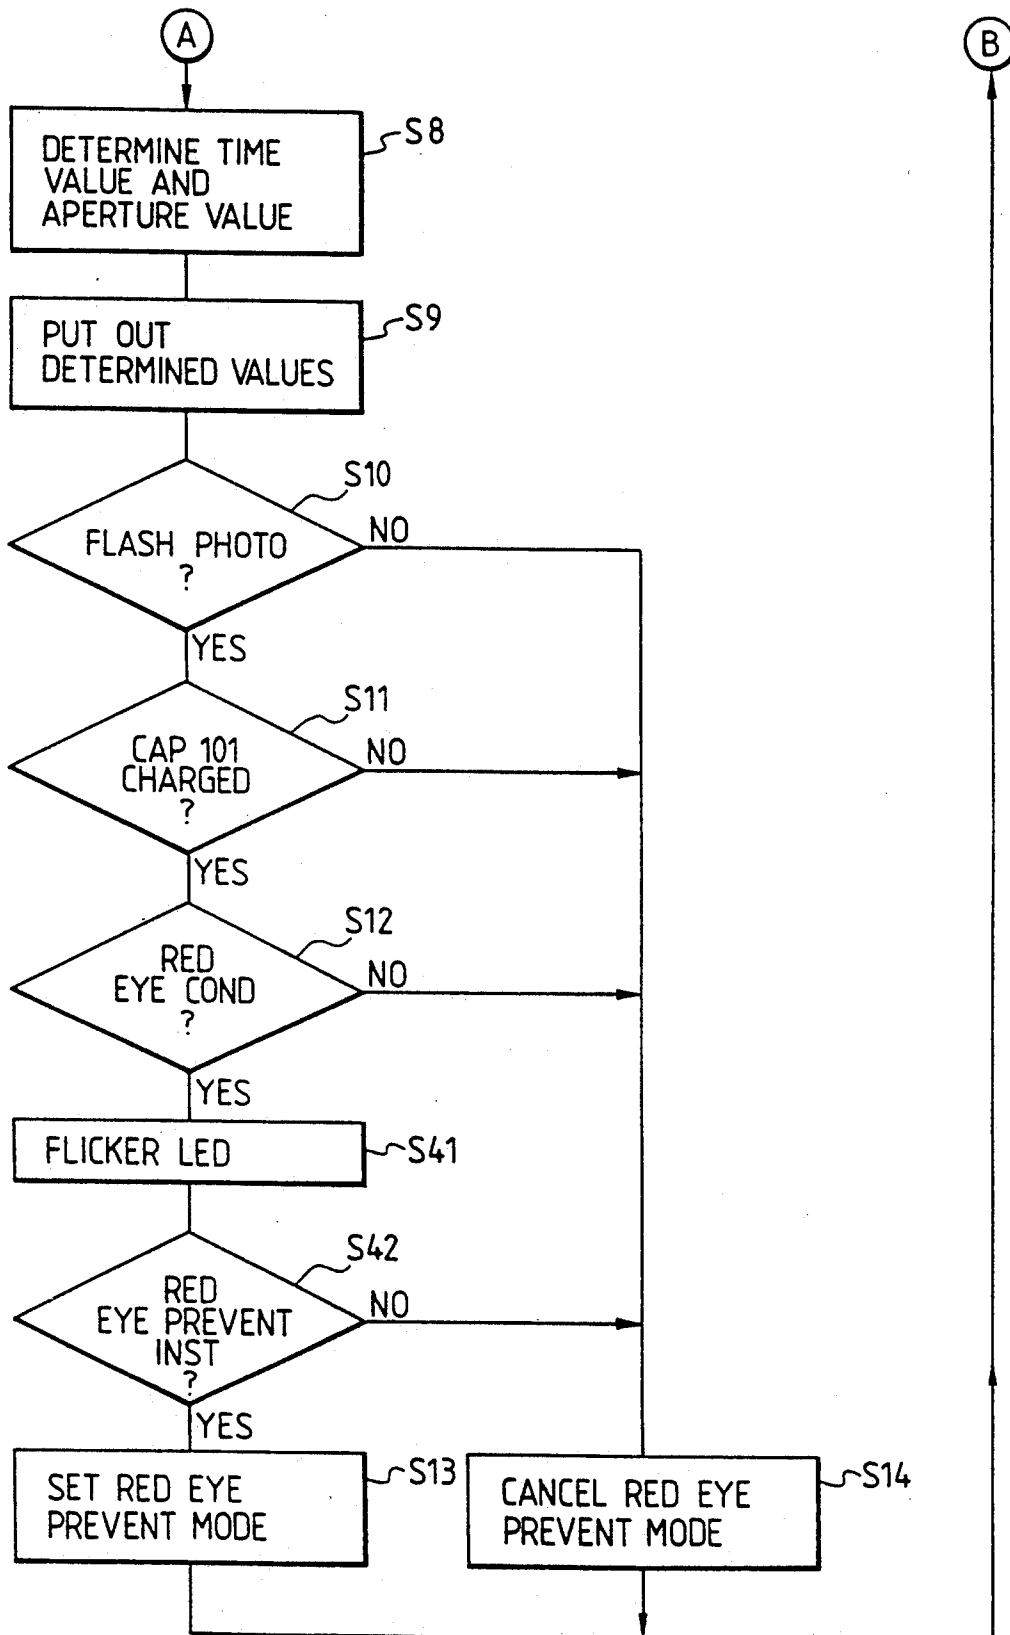 A
B
S8
DETERMINE TIME
VALUE AND
APERTURE VALUE
S9
PUT OUT
DETERMINED VALUES
S10
FLASH PHOTO
?
NO
YES
S11
CAP 101
CHARGED
?
NO
YES
S12
RED
EYE COND
?
NO
YES
FLICKER LED
S41
S42
RED
EYE PREVENT
INST
?
NO
YES
S13
SET RED EYE
PREVENT MODE
S14
CANCEL RED EYE
PREVENT MODE